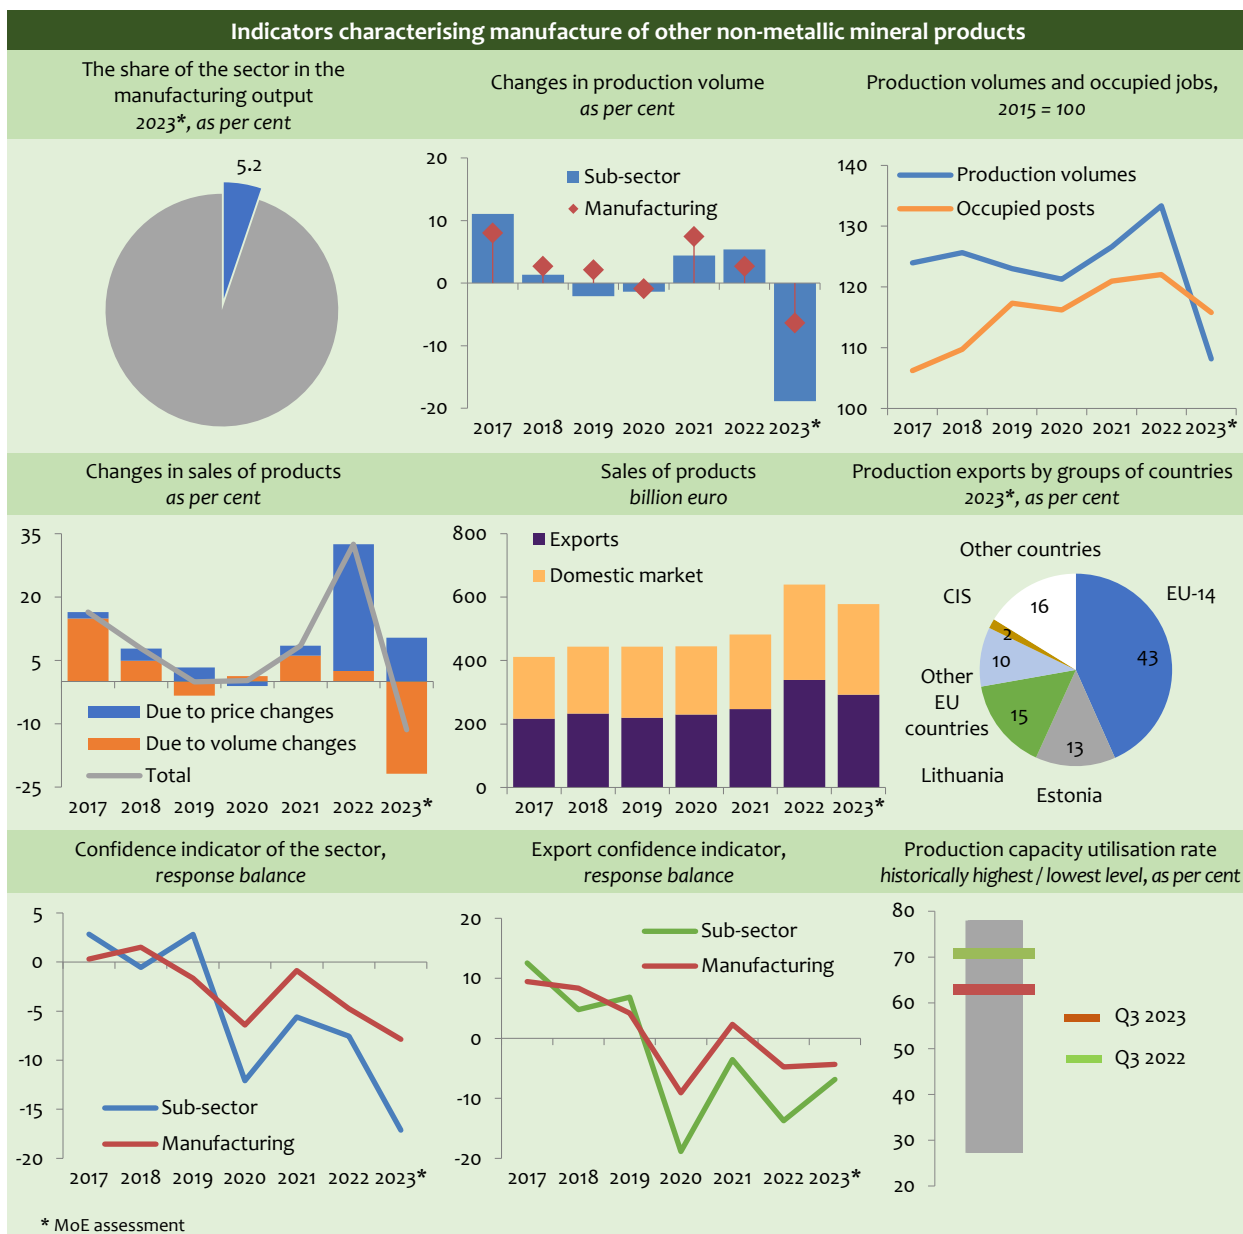 Indicators characterising manufacture of other non-metallic mineral products
The share of the sector in the
manufacturing output
2023*, as per cent
5.2
Changes in production volume
as per cent
20
10
0
-10
-20
Sub-sector
Manufacturing
2017 2018 2019 2020 2021 2022 2023*
Production volumes and occupied jobs,
2015 = 100
140
130
120
110
100
Production volumes
Occupied posts
2017 2018 2019 2020 2021 2022 2023*
Changes in sales of products
as per cent
35
20
5
-10
-25
Due to price changes
Due to volume changes
Total
2017 2018 2019 2020 2021 2022 2023*
Sales of products
billion euro
800
600
400
200
0
Exports
Domestic market
2017 2018 2019 2020 2021 2022 2023*
Production exports by groups of countries
2023*, as per cent
Other countries
EU-14
CIS
16
2
43
10
Other
EU
countries
15
13
Lithuania
Estonia
Confidence indicator of the sector,
response balance
5
0
-5
-10
-15
-20
Sub-sector
Manufacturing
2017 2018 2019 2020 2021 2022 2023*
Export confidence indicator,
response balance
20
10
0
-10
-20
Sub-sector
Manufacturing
2017 2018 2019 2020 2021 2022 2023*
Production capacity utilisation rate
historically highest / lowest level, as per cent
80
70
60
50
40
30
20
Q3 2023
Q3 2022
* MoE assessment